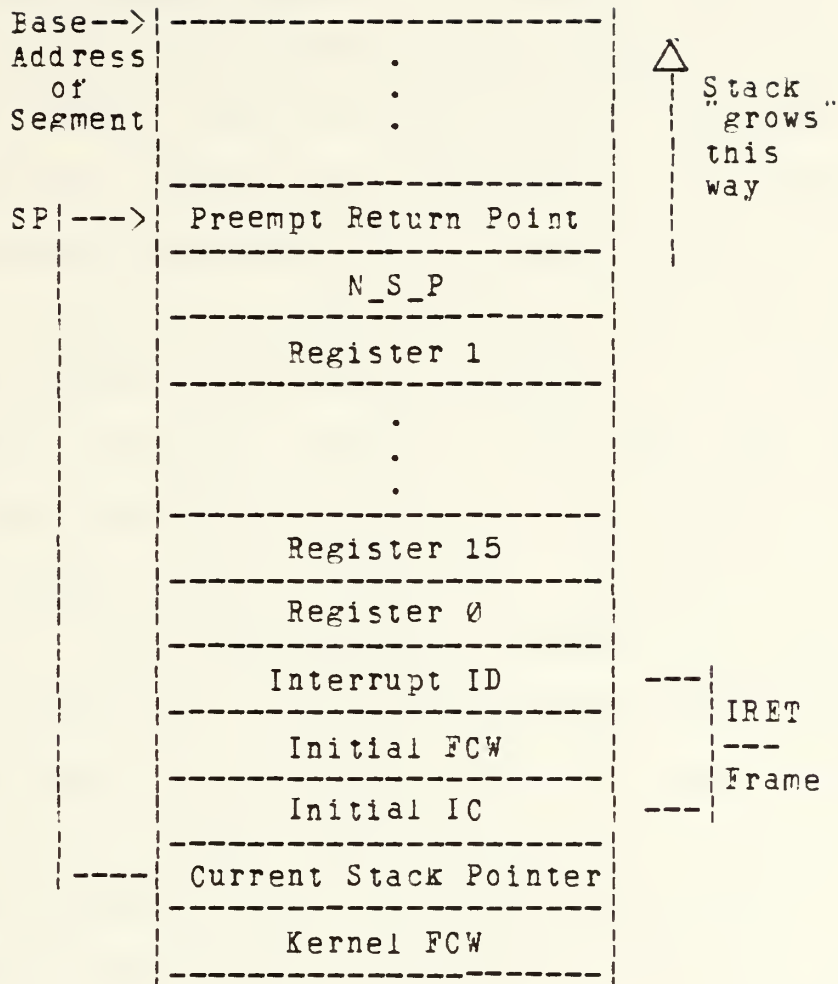 Base-->
Address
of
Segment
.
.
.
Stack
"grows"
this
way
SP --->
Preempt Return Point
N_S_P
Register 1
.
.
.
Register 15
Register 0
Interrupt ID
Initial FCW
Initial IC
IRET
---
Frame
Current Stack Pointer
Kernel FCW